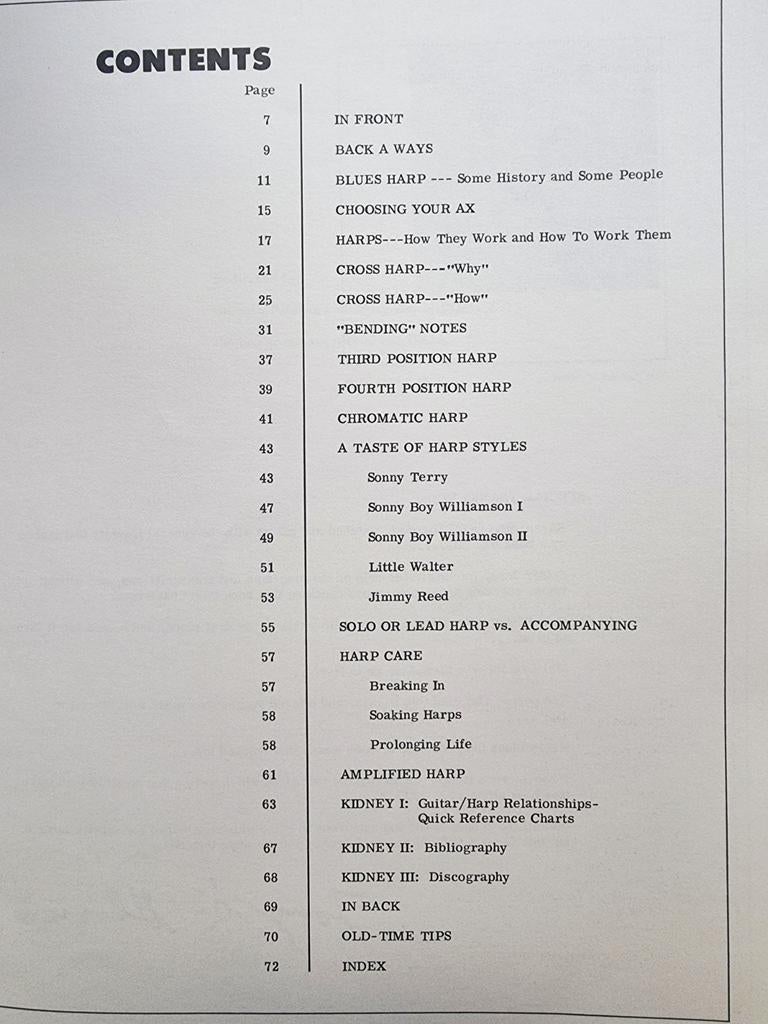 CONTENTS
Page
7 IN FRONT
9 BACK A WAYS
11 BLUES HARP --- Some History and Some People
15 CHOOSING YOUR AX
17 HARPS---How They Work and How To Work Them
21 CROSS HARP---"Why"
25 CROSS HARP---"How"
31 "BENDING" NOTES
37 THIRD POSITION HARP
39 FOURTH POSITION HARP
41 CHROMATIC HARP
43 A TASTE OF HARP STYLES
43 Sonny Terry
47 Sonny Boy Williamson I
49 Sonny Boy Williamson II
51 Little Walter
53 Jimmy Reed
55 SOLO OR LEAD HARP vs. ACCOMPANYING
57 HARP CARE
57 Breaking In
58 Soaking Harps
58 Prolonging Life
61 AMPLIFIED HARP
63 KIDNEY I: Guitar/Harp Relationships-
Quick Reference Charts
67 KIDNEY II: Bibliography
68 KIDNEY III: Discography
69 IN BACK
70 OLD-TIME TIPS
72 INDEX